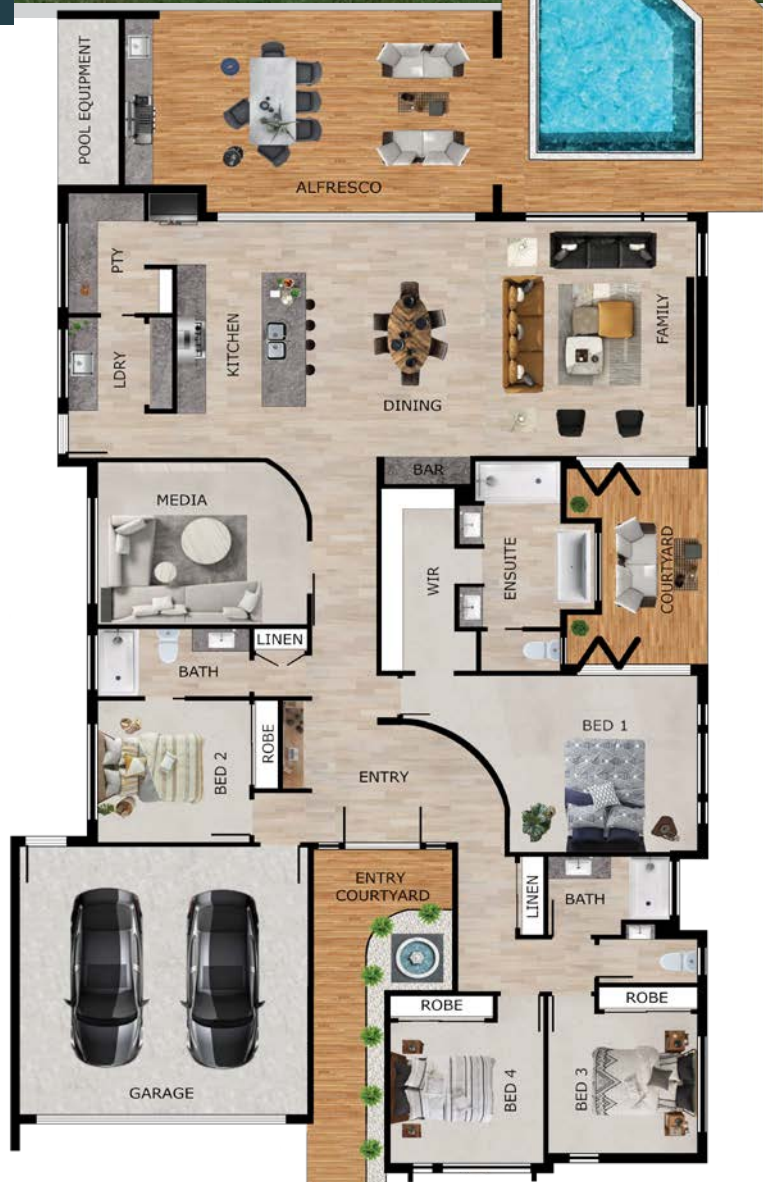 POOL EQUIPMENT
ALFRESCO
PTY
KITCHEN
LDRY
FAMILY
DINING
BAR
MEDIA
WIR
ENSUITE
COURTYARD
LINEN
BATH
BED 2
ROBE
BED 1
ENTRY
ENTRY
COURTYARD
LINEN
BATH
ROBE
ROBE
BED 4
BED 3
GARAGE